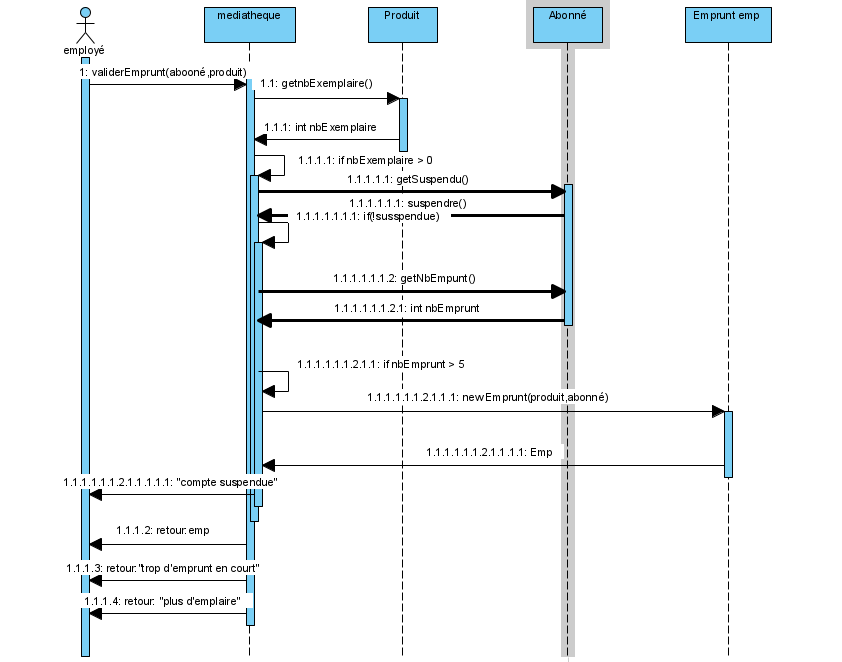 mediatheque
Produit
Abonné
Emprunt emp
employé
1: validerEmprunt(abooné,produit)
1.1: getnbExemplaire()
1.1.1: int nbExemplaire
1.1.1.1: if nbExemplaire > 0
1.1.1.1.1: getSuspendu()
1.1.1.1.1.1: suspendre()
1.1.1.1.1.1.1: if(!susspendue)
1.1.1.1.1.1.2: getNbEmpunt()
1.1.1.1.1.1.2.1: int nbEmprunt
1.1.1.1.1.1.2.1.1: if nbEmprunt > 5
1.1.1.1.1.1.2.1.1.1: newEmprunt(produit,abonné)
1.1.1.1.1.1.2.1.1.1.1: Emp
1.1.1.1.1.1.2.1.1.1.1.1: "compte suspendue"
1.1.1.2: retour:emp
1.1.1.3: retour:"trop d'emprunt en court"
1.1.1.4: retour: "plus d'emplaire"